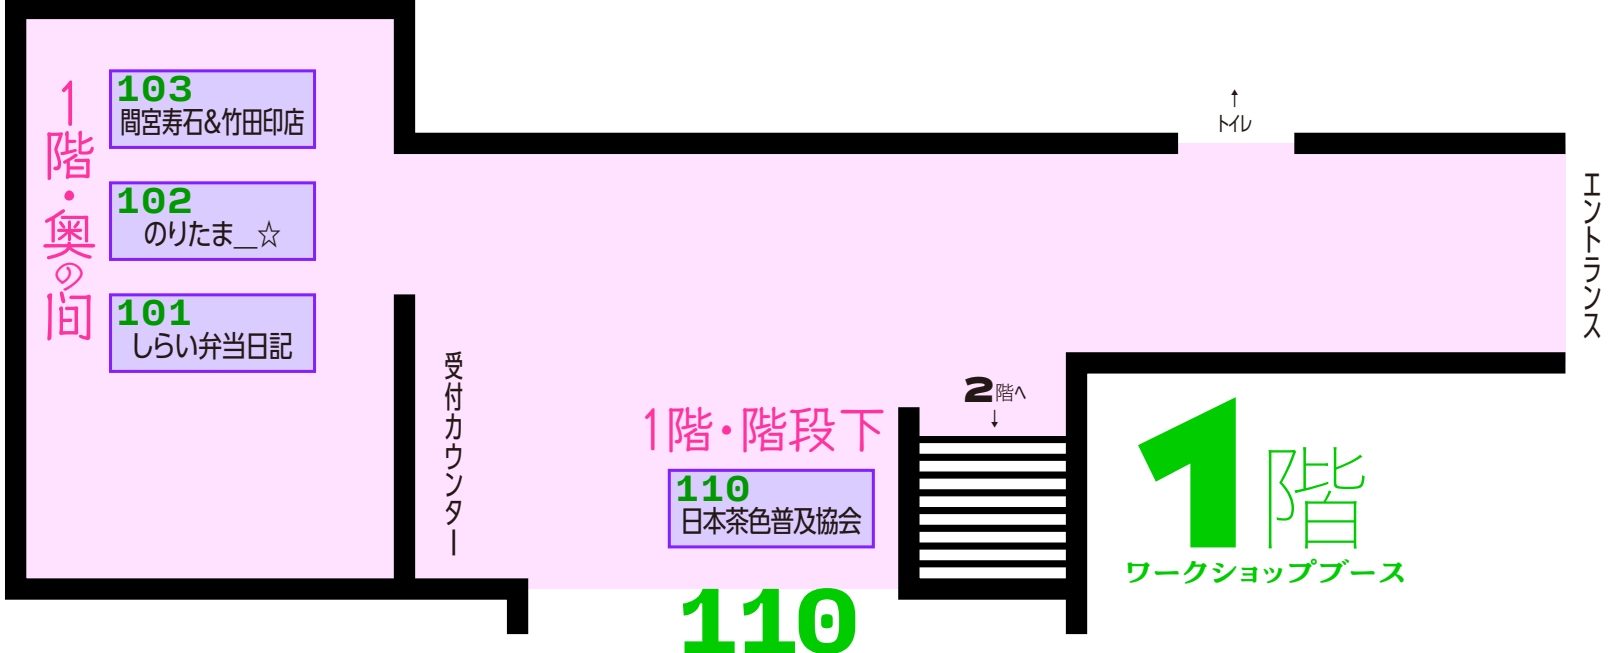 1階・奥の間
103
間宮寿石&竹田印店
102
のりたま＿☆
101
しらい弁当日記
受付カウンター
1階・階段下
110
日本茶色普及協会
110
2階へ
↓
↑
トイレ
エントランス
1階
ワークショップブース